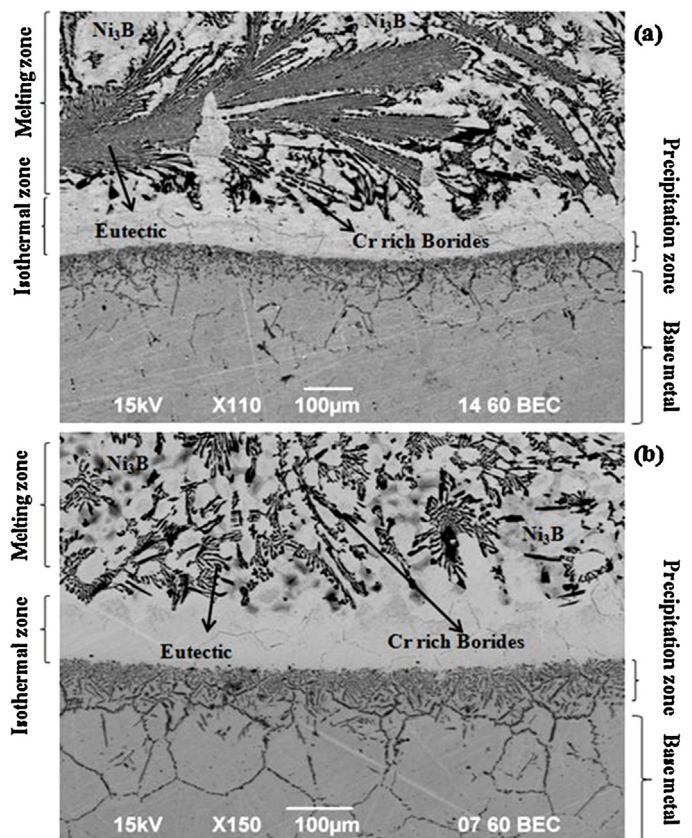 Ni3B
Ni3B
(a)
Melting zone
Isothermal zone
Precipitation zone
Base metal
Eutectic
Cr rich Borides
15kV X110 100µm 14 60 BEC
(b)
Ni3B
Ni3B
Melting zone
Isothermal zone
Precipitation zone
Base metal
Eutectic
Cr rich Borides
15kV X150 100µm 07 60 BEC